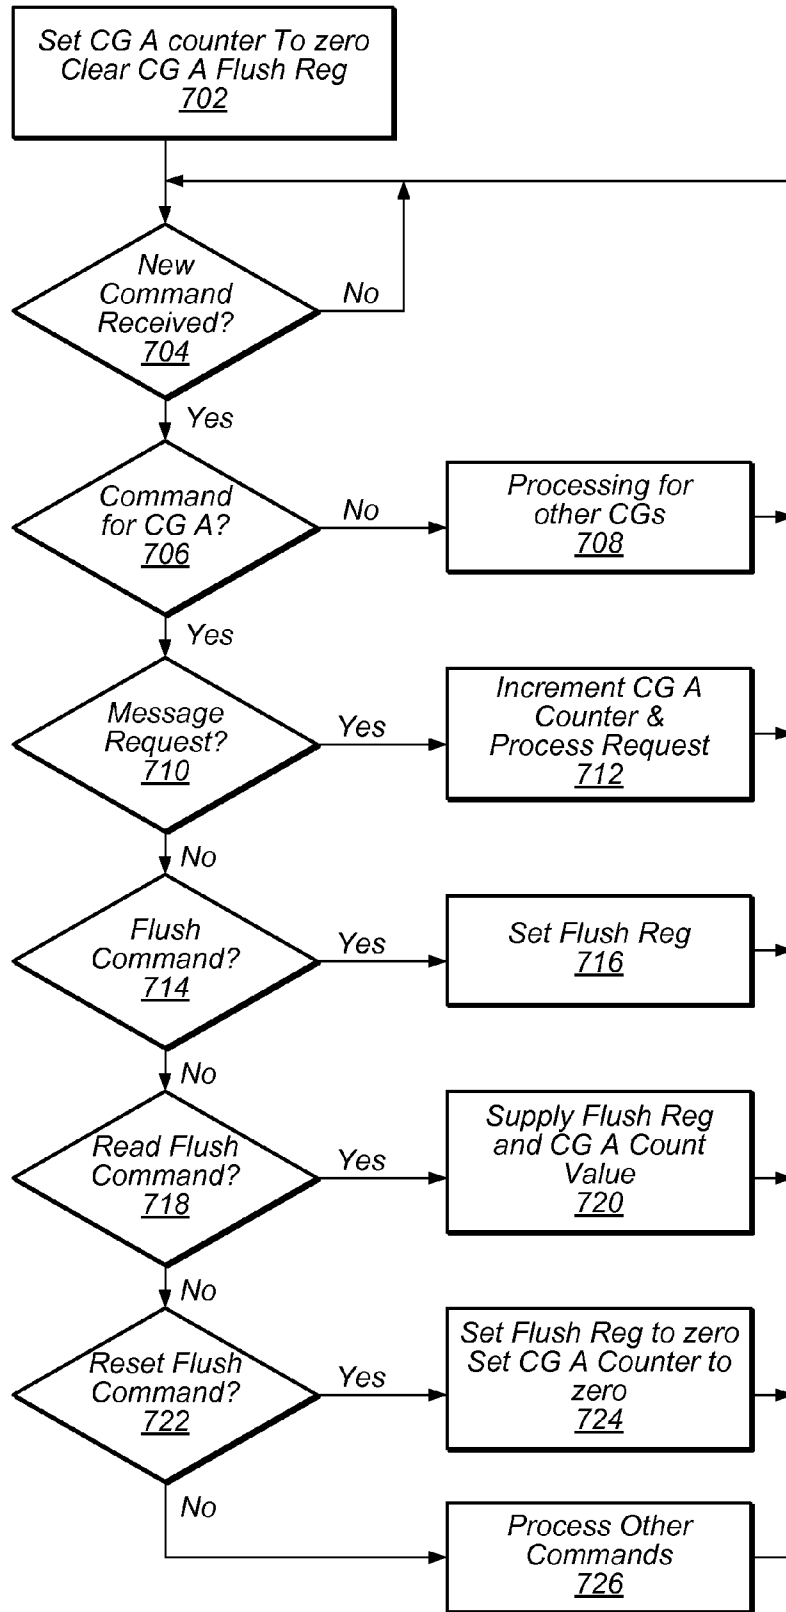 Set CG A counter To zero
Clear CG A Flush Reg
702
New
Command
Received?
704
No
Yes
Command
for CG A?
706
No
Processing for
other CGs
708
Yes
Message
Request?
710
Yes
Increment CG A
Counter &
Process Request
712
No
Flush
Command?
714
Yes
Set Flush Reg
716
No
Read Flush
Command?
718
Yes
Supply Flush Reg
and CG A Count
Value
720
No
Reset Flush
Command?
722
Yes
Set Flush Reg to zero
Set CG A Counter to
zero
724
No
Process Other
Commands
726